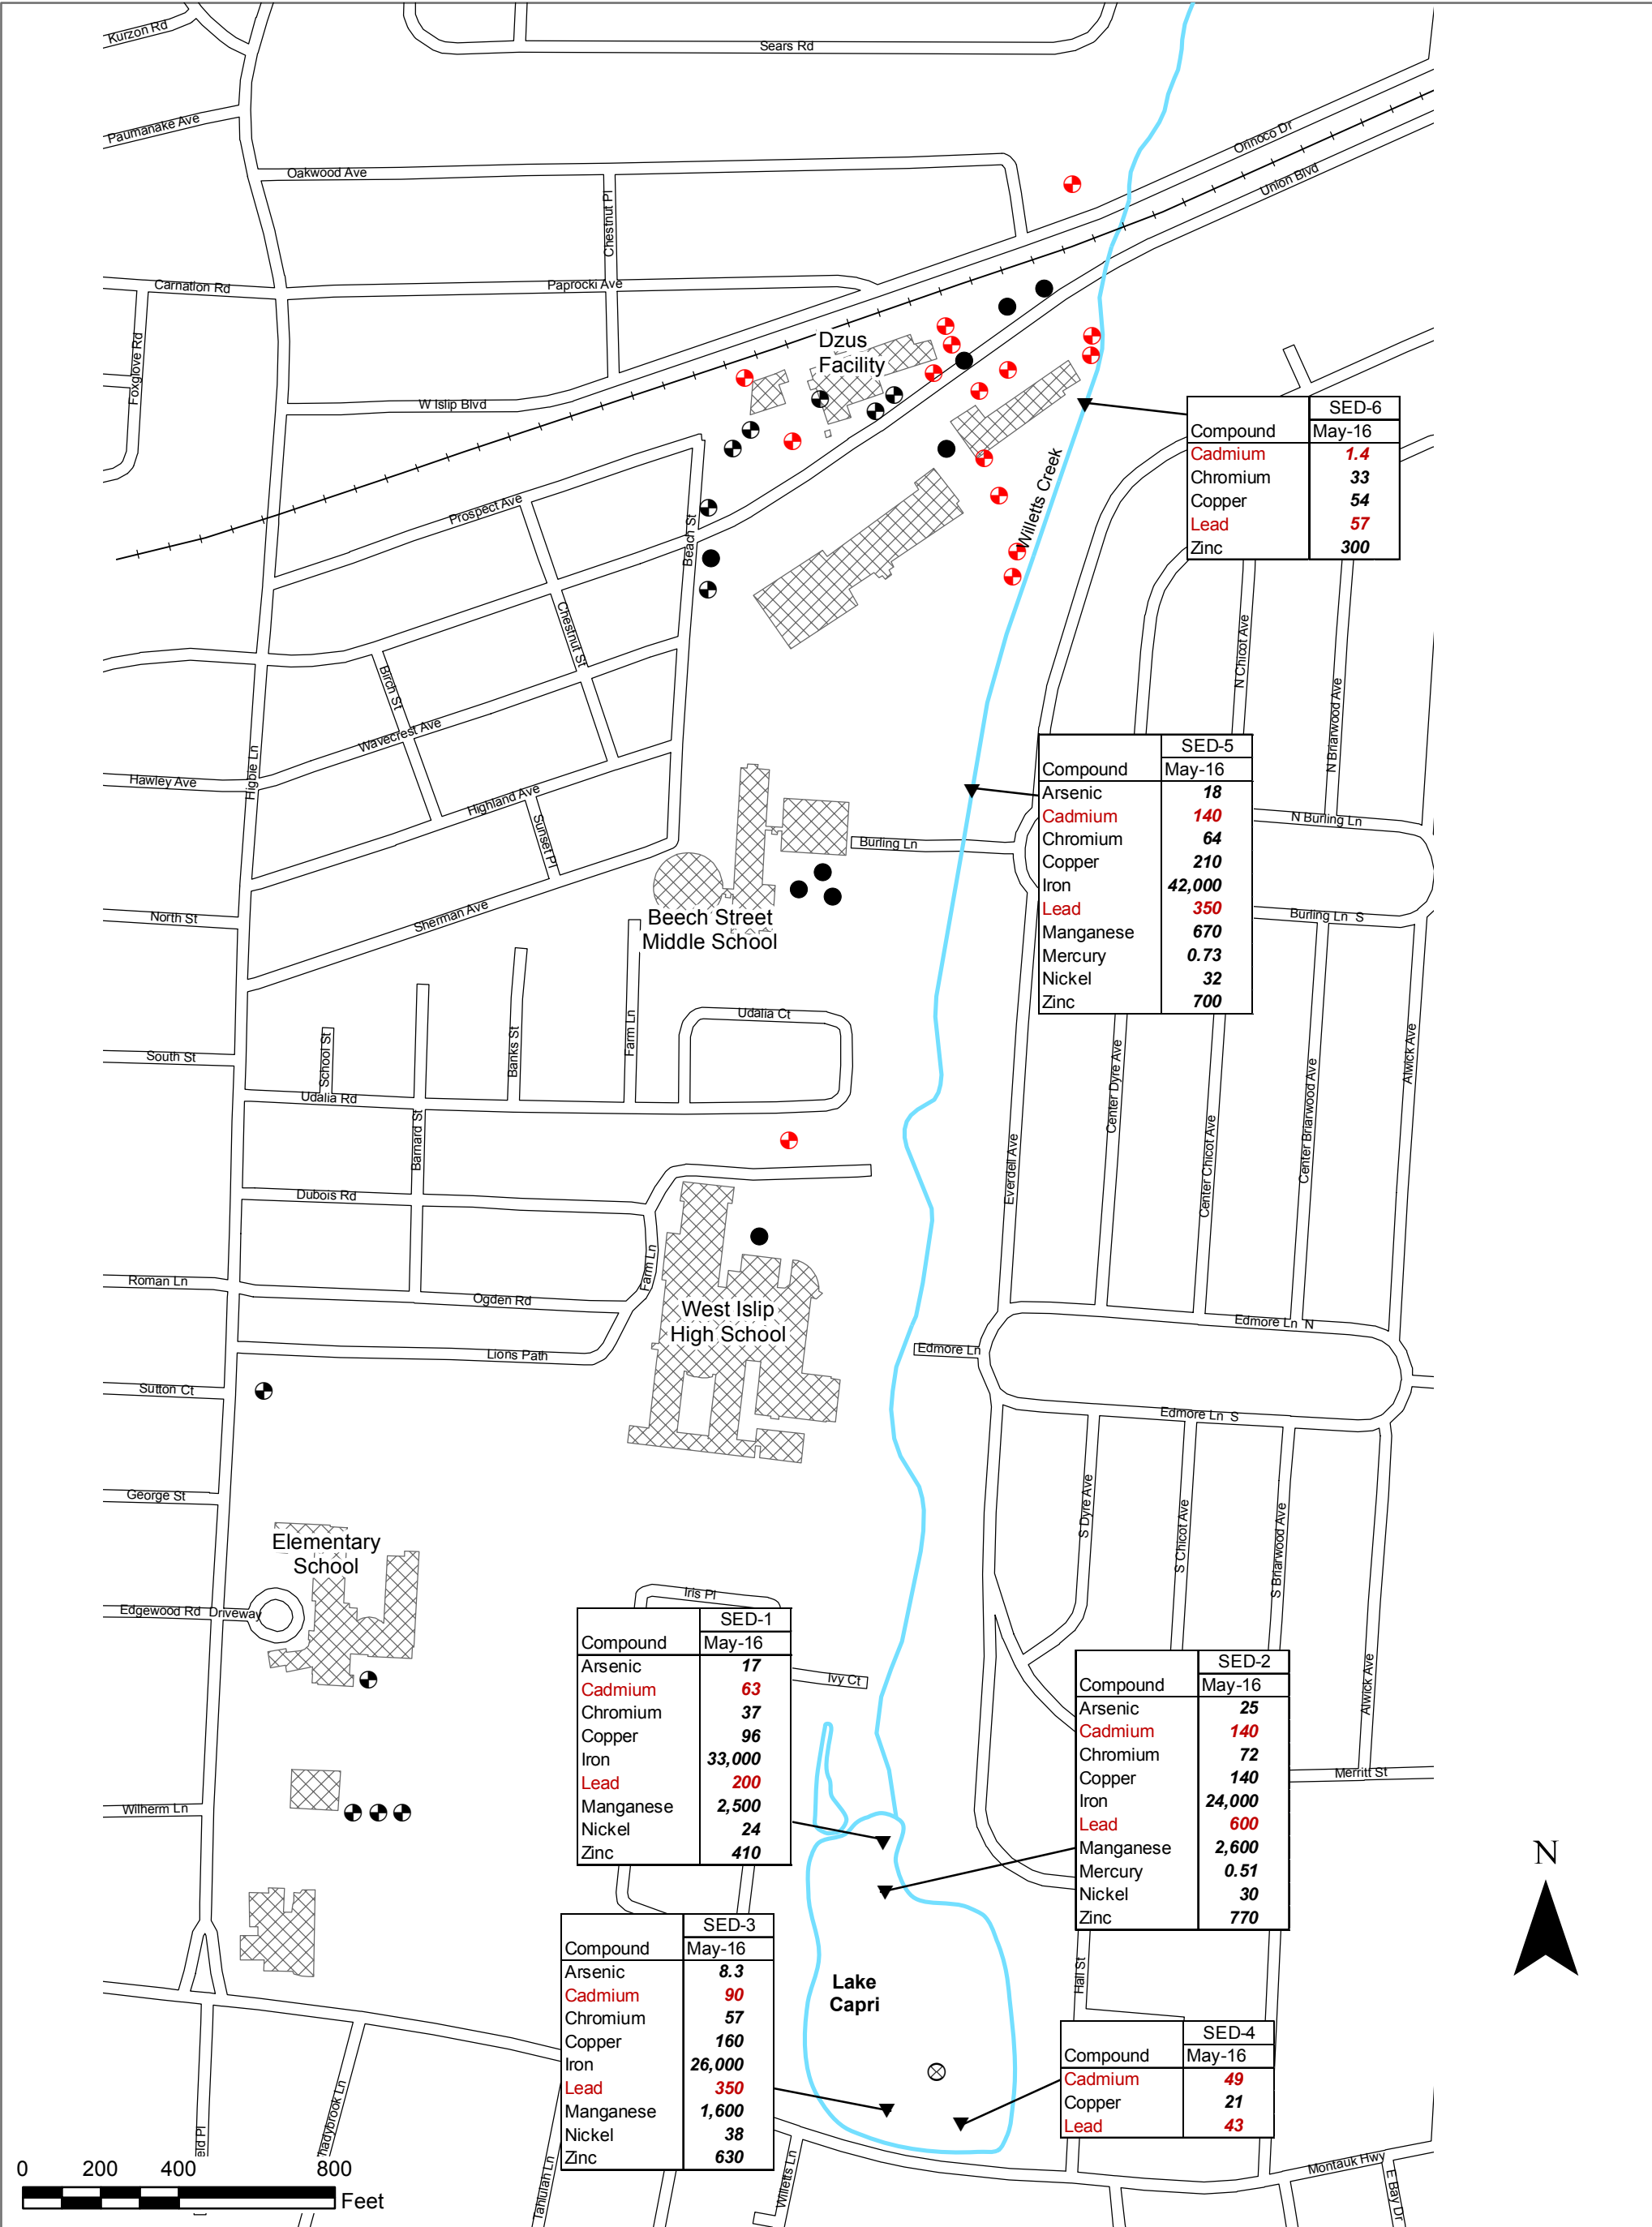 Kurzon Rd
Sears Rd
Paumanake Ave
Orinoco Dr
Oakwood Ave
Union Blvd
Chestnut Pl
Carnation Rd
Paprocki Ave
Foxglove Rd
Dzus
Facility
W Islip Blvd
SED-6
Compound May-16
Cadmium 1.4
Chromium 33
Copper 54
Lead 57
Zinc 300
Willetts Creek
Prospect Ave
Beach St
Chestnut St
N Chicot Ave
Birch St
N Briarwood Ave
Wavecrest Ave
Higbie Ln
Hawley Ave
Highland Ave
Sunset Pl
SED-5
Compound May-16
Arsenic 18
Cadmium 140
Chromium 64
Copper 210
Iron 42,000
Lead 350
Manganese 670
Mercury 0.73
Nickel 32
Zinc 700
N Burling Ln
Burling Ln
Burling Ln S
North St
Sherman Ave
Beech Street
Middle School
Udalia Ct
Farm Ln
Banks St
School St
South St
Udalia Rd
Barnard St
Center Dyre Ave
Alwick Ave
Center Briarwood Ave
Center Chicot Ave
Everdell Ave
Dubois Rd
Farm Ln
Roman Ln
Ogden Rd
West Islip
High School
Edmore Ln N
Edmore Ln
Lions Path
Sutton Ct
Edmore Ln S
George St
S Dyre Ave
S Chicot Ave
S Briarwood Ave
Elementary
School
Edgewood Rd Driveway
Iris Pl
SED-1
Compound May-16
Arsenic 17
Cadmium 63
Chromium 37
Copper 96
Iron 33,000
Lead 200
Manganese 2,500
Nickel 24
Zinc 410
Ivy Ct
Alwick Ave
SED-2
Compound May-16
Arsenic 25
Cadmium 140
Chromium 72
Copper 140
Iron 24,000
Lead 600
Manganese 2,600
Mercury 0.51
Nickel 30
Zinc 770
Merritt St
Wilherm Ln
N
SED-3
Compound May-16
Arsenic 8.3
Cadmium 90
Chromium 57
Copper 160
Iron 26,000
Lead 350
Manganese 1,600
Nickel 38
Zinc 630
Lake
Capri
Hall St
SED-4
Compound May-16
Cadmium 49
Copper 21
Lead 43
hadybrook Ln
eld Pl
Tahlulah Ln
Willetts Ln
Montauk Hwy
E Bay Dr
0 200 400 800
Feet